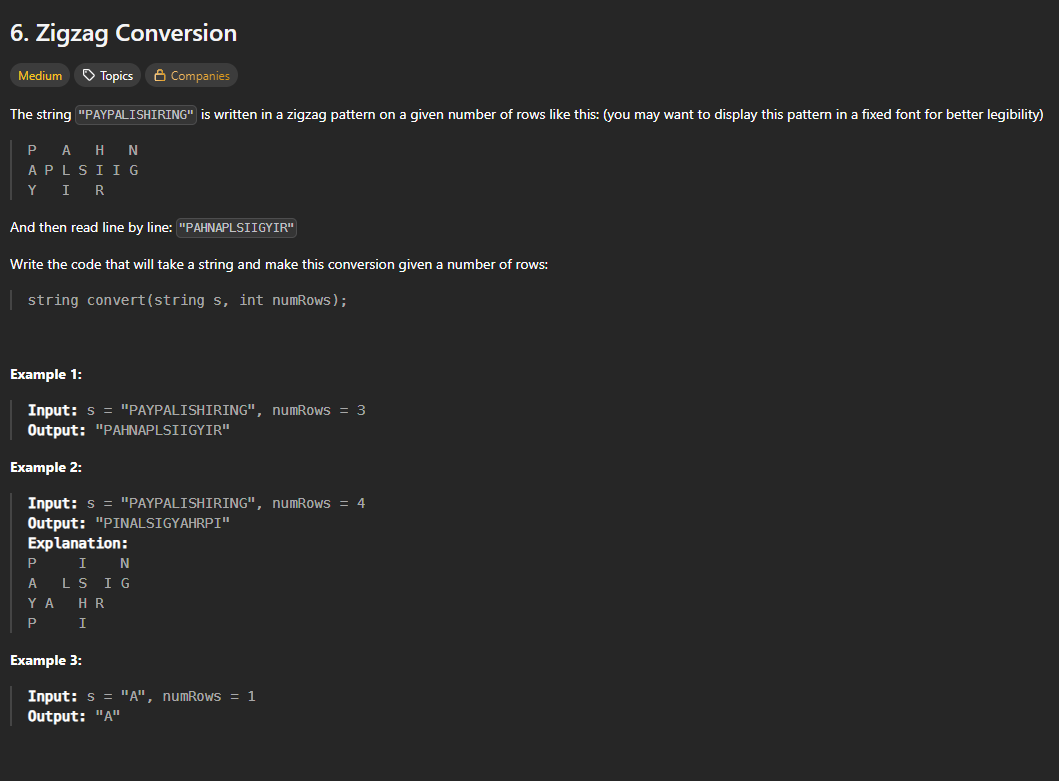 6. Zigzag Conversion
Medium Topics Companies
The string "PAYPALISHIRING" is written in a zigzag pattern on a given number of rows like this: (you may want to display this pattern in a fixed font for better legibility)
P   A   H   N
A P L S I I G
Y   I   R
And then read line by line: "PAHNAPLSIIGYIR"
Write the code that will take a string and make this conversion given a number of rows:
string convert(string s, int numRows);
Example 1:
Input: s = "PAYPALISHIRING", numRows = 3
Output: "PAHNAPLSIIGYIR"
Example 2:
Input: s = "PAYPALISHIRING", numRows = 4
Output: "PINALSIGYAHRPI"
Explanation:
P     I    N
A   L S  I G
Y A   H R
P     I
Example 3:
Input: s = "A", numRows = 1
Output: "A"